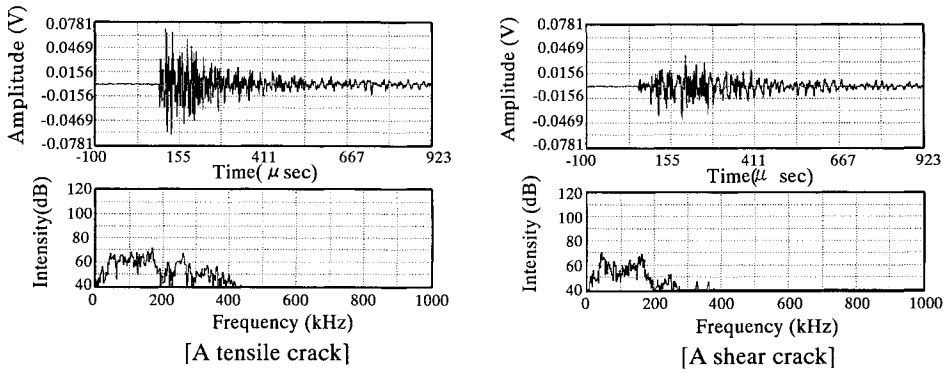 Amplitude (V)
0.0781
0.0469
0.0156
-0.0156
-0.0469
-0.0781
-100 155 411 667 923
Time( μ sec)
Intensity(dB)
120
100
80
60
40
0 200 400 600 800 1000
Frequency (kHz)
[A tensile crack]
Amplitude (V)
0.0781
0.0469
0.0156
-0.0156
-0.0469
-0.0781
-100 155 411 667 923
Time(μ sec)
Intensity (dB)
120
100
80
60
40
0 200 400 600 800 1000
Frequency (kHz)
[A shear crack]